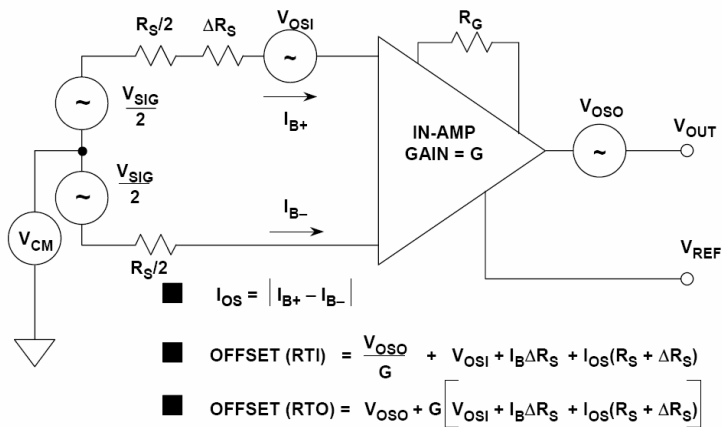 R_S/2 ΔR_S V_OSI R_G
~ V_SIG/2
I_B+
IN-AMP
GAIN = G
V_OSO
~
V_OUT
~ V_SIG/2
I_B–
V_CM
R_S/2
V_REF
■ I_OS = | I_B+ – I_B– |
■ OFFSET (RTI) = V_OSO/G + V_OSI + I_BΔR_S + I_OS(R_S + ΔR_S)
■ OFFSET (RTO) = V_OSO + G[V_OSI + I_BΔR_S + I_OS(R_S + ΔR_S)]